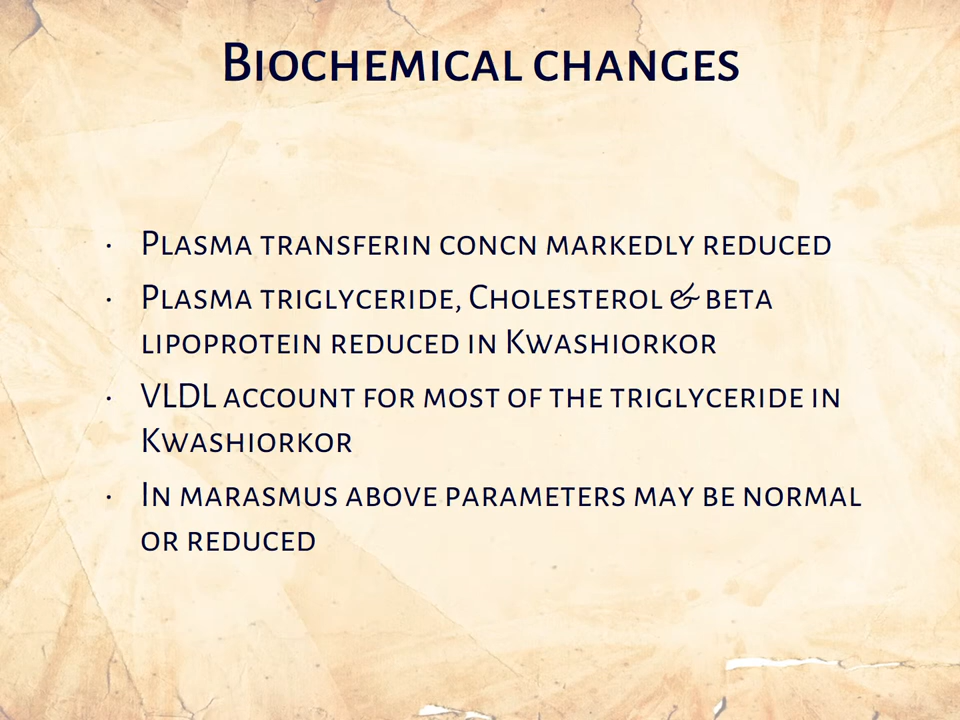 Biochemical changes
• Plasma transferin concn markedly reduced
• Plasma triglyceride, Cholesterol & beta
lipoprotein reduced in Kwashiorkor
• VLDL account for most of the triglyceride in
Kwashiorkor
• In marasmus above parameters may be normal
or reduced